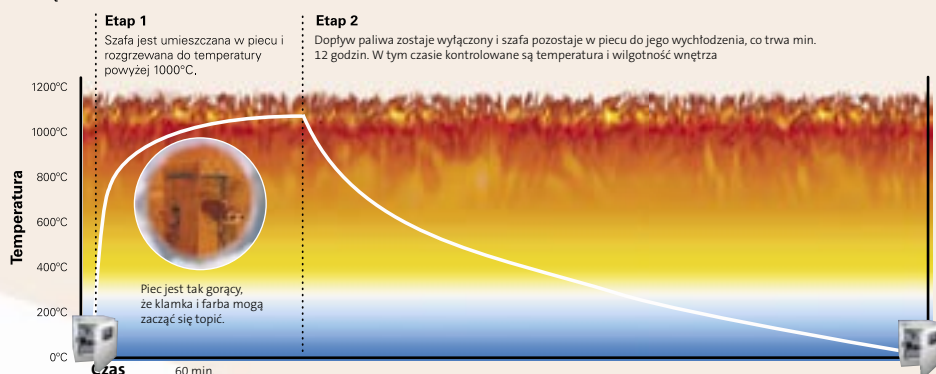 Etap 1
Szafa jest umieszczana w piecu i
rozgrzewana do temperatury
powyżej 1000°C.
Etap 2
Dopływ paliwa zostaje wyłączony i szafa pozostaje w piecu do jego wychłodzenia, co trwa min.
12 godzin. W tym czasie kontrolowane są temperatura i wilgotność wnętrza
Temperatura
1200°C
1000°C
800°C
600°C
400°C
200°C
0°C
Piec jest tak gorący,
że klamka i farba mogą
zacząć się topić.
Czas
60 min